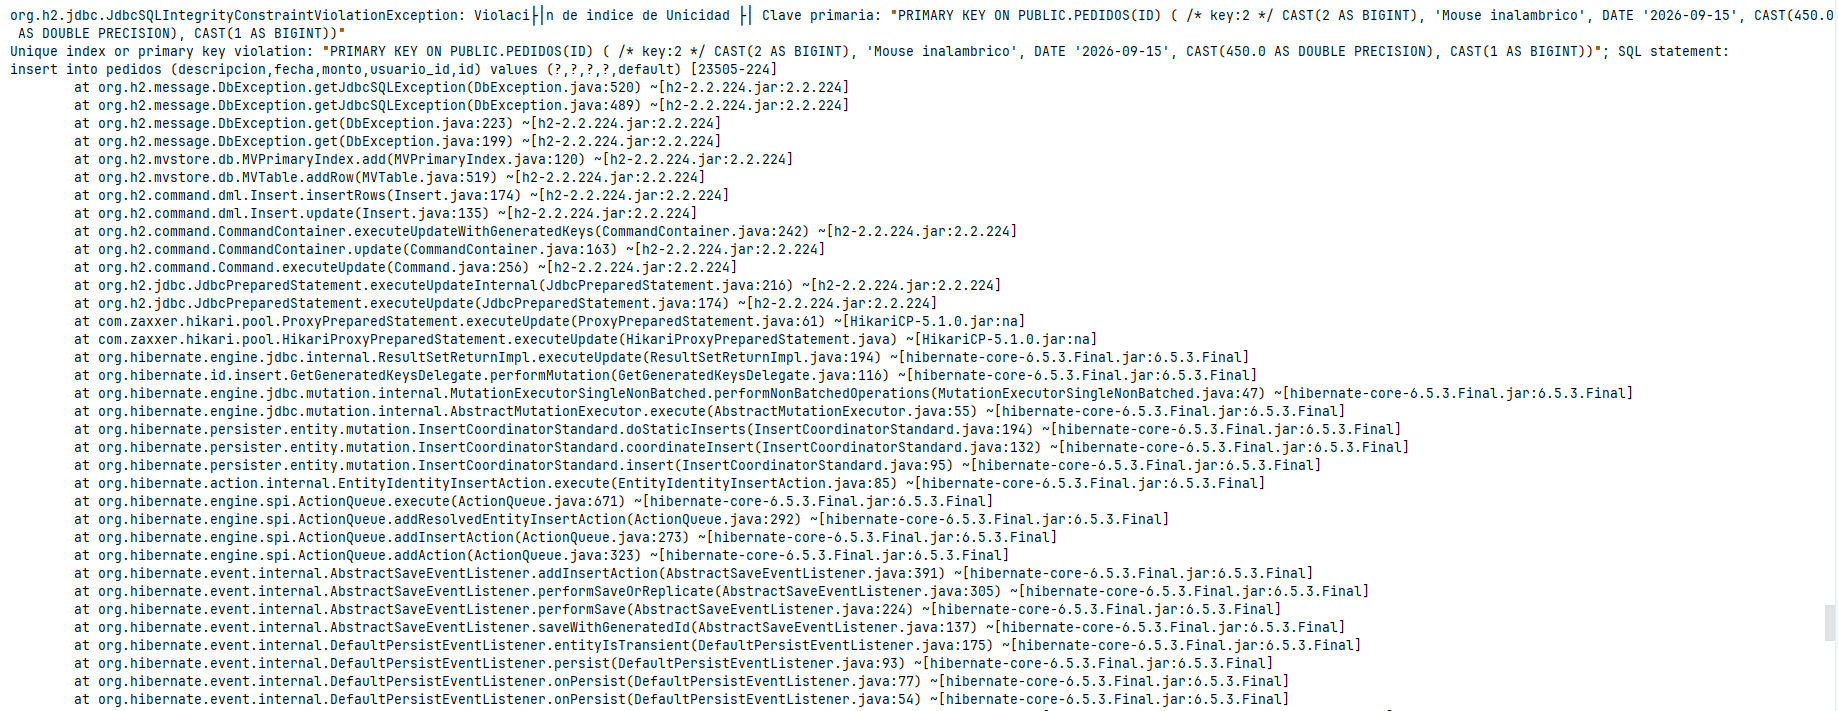 org.h2.jdbc.JdbcSQLIntegrityConstraintViolationException: Violaci├│n de indice de Unicidad ├│ Clave primaria: "PRIMARY KEY ON PUBLIC.PEDIDOS(ID) ( /* key:2 */ CAST(2 AS BIGINT), 'Mouse inalambrico', DATE '2026-09-15', CAST(450.0
AS DOUBLE PRECISION), CAST(1 AS BIGINT))"
Unique index or primary key violation: "PRIMARY KEY ON PUBLIC.PEDIDOS(ID) ( /* key:2 */ CAST(2 AS BIGINT), 'Mouse inalambrico', DATE '2026-09-15', CAST(450.0 AS DOUBLE PRECISION), CAST(1 AS BIGINT))"; SQL statement:
insert into pedidos (descripcion,fecha,monto,usuario_id,id) values (?,?,?,?,default) [23505-224]
at org.h2.message.DbException.getJdbcSQLException(DbException.java:520) ~[h2-2.2.224.jar:2.2.224]
at org.h2.message.DbException.getJdbcSQLException(DbException.java:489) ~[h2-2.2.224.jar:2.2.224]
at org.h2.message.DbException.get(DbException.java:223) ~[h2-2.2.224.jar:2.2.224]
at org.h2.message.DbException.get(DbException.java:199) ~[h2-2.2.224.jar:2.2.224]
at org.h2.mvstore.db.MVPrimaryIndex.add(MVPrimaryIndex.java:120) ~[h2-2.2.224.jar:2.2.224]
at org.h2.mvstore.db.MVTable.addRow(MVTable.java:519) ~[h2-2.2.224.jar:2.2.224]
at org.h2.command.dml.Insert.insertRows(Insert.java:174) ~[h2-2.2.224.jar:2.2.224]
at org.h2.command.dml.Insert.update(Insert.java:135) ~[h2-2.2.224.jar:2.2.224]
at org.h2.command.CommandContainer.executeUpdateWithGeneratedKeys(CommandContainer.java:242) ~[h2-2.2.224.jar:2.2.224]
at org.h2.command.CommandContainer.update(CommandContainer.java:163) ~[h2-2.2.224.jar:2.2.224]
at org.h2.command.Command.executeUpdate(Command.java:256) ~[h2-2.2.224.jar:2.2.224]
at org.h2.jdbc.JdbcPreparedStatement.executeUpdateInternal(JdbcPreparedStatement.java:216) ~[h2-2.2.224.jar:2.2.224]
at org.h2.jdbc.JdbcPreparedStatement.executeUpdate(JdbcPreparedStatement.java:174) ~[h2-2.2.224.jar:2.2.224]
at com.zaxxer.hikari.pool.ProxyPreparedStatement.executeUpdate(ProxyPreparedStatement.java:61) ~[HikariCP-5.1.0.jar:na]
at com.zaxxer.hikari.pool.HikariProxyPreparedStatement.executeUpdate(HikariProxyPreparedStatement.java) ~[HikariCP-5.1.0.jar:na]
at org.hibernate.engine.jdbc.internal.ResultSetReturnImpl.executeUpdate(ResultSetReturnImpl.java:194) ~[hibernate-core-6.5.3.Final.jar:6.5.3.Final]
at org.hibernate.id.insert.GetGeneratedKeysDelegate.performMutation(GetGeneratedKeysDelegate.java:116) ~[hibernate-core-6.5.3.Final.jar:6.5.3.Final]
at org.hibernate.engine.jdbc.mutation.internal.MutationExecutorSingleNonBatched.performNonBatchedOperations(MutationExecutorSingleNonBatched.java:47) ~[hibernate-core-6.5.3.Final.jar:6.5.3.Final]
at org.hibernate.engine.jdbc.mutation.internal.AbstractMutationExecutor.execute(AbstractMutationExecutor.java:55) ~[hibernate-core-6.5.3.Final.jar:6.5.3.Final]
at org.hibernate.persister.entity.mutation.InsertCoordinatorStandard.doStaticInserts(InsertCoordinatorStandard.java:194) ~[hibernate-core-6.5.3.Final.jar:6.5.3.Final]
at org.hibernate.persister.entity.mutation.InsertCoordinatorStandard.coordinateInsert(InsertCoordinatorStandard.java:132) ~[hibernate-core-6.5.3.Final.jar:6.5.3.Final]
at org.hibernate.persister.entity.mutation.InsertCoordinatorStandard.insert(InsertCoordinatorStandard.java:95) ~[hibernate-core-6.5.3.Final.jar:6.5.3.Final]
at org.hibernate.action.internal.EntityIdentityInsertAction.execute(EntityIdentityInsertAction.java:85) ~[hibernate-core-6.5.3.Final.jar:6.5.3.Final]
at org.hibernate.engine.spi.ActionQueue.execute(ActionQueue.java:671) ~[hibernate-core-6.5.3.Final.jar:6.5.3.Final]
at org.hibernate.engine.spi.ActionQueue.addResolvedEntityInsertAction(ActionQueue.java:292) ~[hibernate-core-6.5.3.Final.jar:6.5.3.Final]
at org.hibernate.engine.spi.ActionQueue.addInsertAction(ActionQueue.java:273) ~[hibernate-core-6.5.3.Final.jar:6.5.3.Final]
at org.hibernate.engine.spi.ActionQueue.addAction(ActionQueue.java:323) ~[hibernate-core-6.5.3.Final.jar:6.5.3.Final]
at org.hibernate.event.internal.AbstractSaveEventListener.addInsertAction(AbstractSaveEventListener.java:391) ~[hibernate-core-6.5.3.Final.jar:6.5.3.Final]
at org.hibernate.event.internal.AbstractSaveEventListener.performSaveOrReplicate(AbstractSaveEventListener.java:305) ~[hibernate-core-6.5.3.Final.jar:6.5.3.Final]
at org.hibernate.event.internal.AbstractSaveEventListener.performSave(AbstractSaveEventListener.java:224) ~[hibernate-core-6.5.3.Final.jar:6.5.3.Final]
at org.hibernate.event.internal.AbstractSaveEventListener.saveWithGeneratedId(AbstractSaveEventListener.java:137) ~[hibernate-core-6.5.3.Final.jar:6.5.3.Final]
at org.hibernate.event.internal.DefaultPersistEventListener.entityIsTransient(DefaultPersistEventListener.java:175) ~[hibernate-core-6.5.3.Final.jar:6.5.3.Final]
at org.hibernate.event.internal.DefaultPersistEventListener.persist(DefaultPersistEventListener.java:93) ~[hibernate-core-6.5.3.Final.jar:6.5.3.Final]
at org.hibernate.event.internal.DefaultPersistEventListener.onPersist(DefaultPersistEventListener.java:77) ~[hibernate-core-6.5.3.Final.jar:6.5.3.Final]
at org.hibernate.event.internal.DefaultPersistEventListener.onPersist(DefaultPersistEventListener.java:54) ~[hibernate-core-6.5.3.Final.jar:6.5.3.Final]